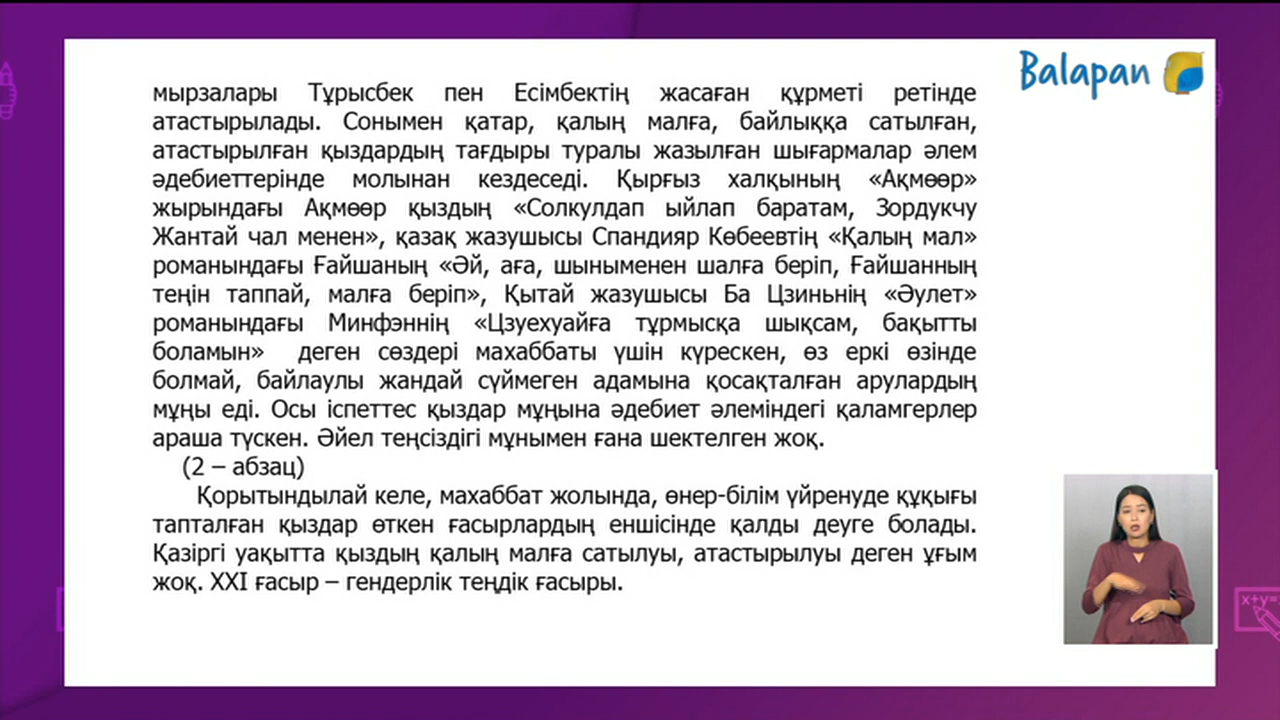 Balapan
мырзалары Тұрысбек пен Есімбектің жасаған құрметі ретінде
атастырылады. Сонымен қатар, қалың малға, байлыққа сатылған,
атастырылған қыздардың тағдыры туралы жазылған шығармалар әлем
әдебиеттерінде молынан кездеседі. Қырғыз халқының «Ақмөөр»
жырындағы Ақмөөр қыздың «Солкулдап ыйлап баратам, Зордукчу
Жантай чал менен», қазақ жазушысы Спандияр Көбеевтің «Қалың мал»
романындағы Ғайшаның «Әй, аға, шыныменен шалға беріп, Ғайшанның
теңін таппай, малға беріп», Қытай жазушысы Ба Цзиньнің «Әулет»
романындағы Минфэннің «Цзуехуайға тұрмысқа шықсам, бақытты
боламын» деген сөздері махаббаты үшін күрескен, өз еркі өзінде
болмай, байлаулы жандай сүймеген адамына қосақталған арулардың
мұңы еді. Осы іспеттес қыздар мұңына әдебиет әлеміндегі қаламгерлер
араша түскен. Әйел теңсіздігі мұнымен ғана шектелген жоқ.
(2 – абзац)
Қорытындылай келе, махаббат жолында, өнер-білім үйренуде құқығы
тапталған қыздар өткен ғасырлардың еншісінде қалды деуге болады.
Қазіргі уақытта қыздың қалың малға сатылуы, атастырылуы деген ұғым
жоқ. XXI ғасыр – гендерлік теңдік ғасыры.
x+y=